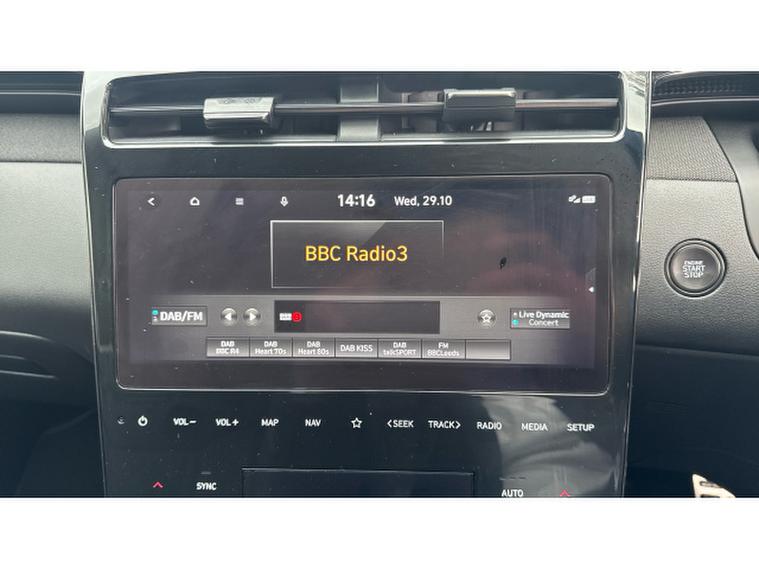 14:16 Wed, 29.10
BBC Radio3
DAB/FM
Live Dynamic
Concert
DAB
BBC R4
DAB
Heart 70s
DAB
Heart 80s
DAB KISS
DAB
talkSPORT
FM
BBCLeeds
ENGINE
START
STOP
VOL− VOL+ MAP NAV <SEEK TRACK> RADIO MEDIA SETUP
SYNC AUTO